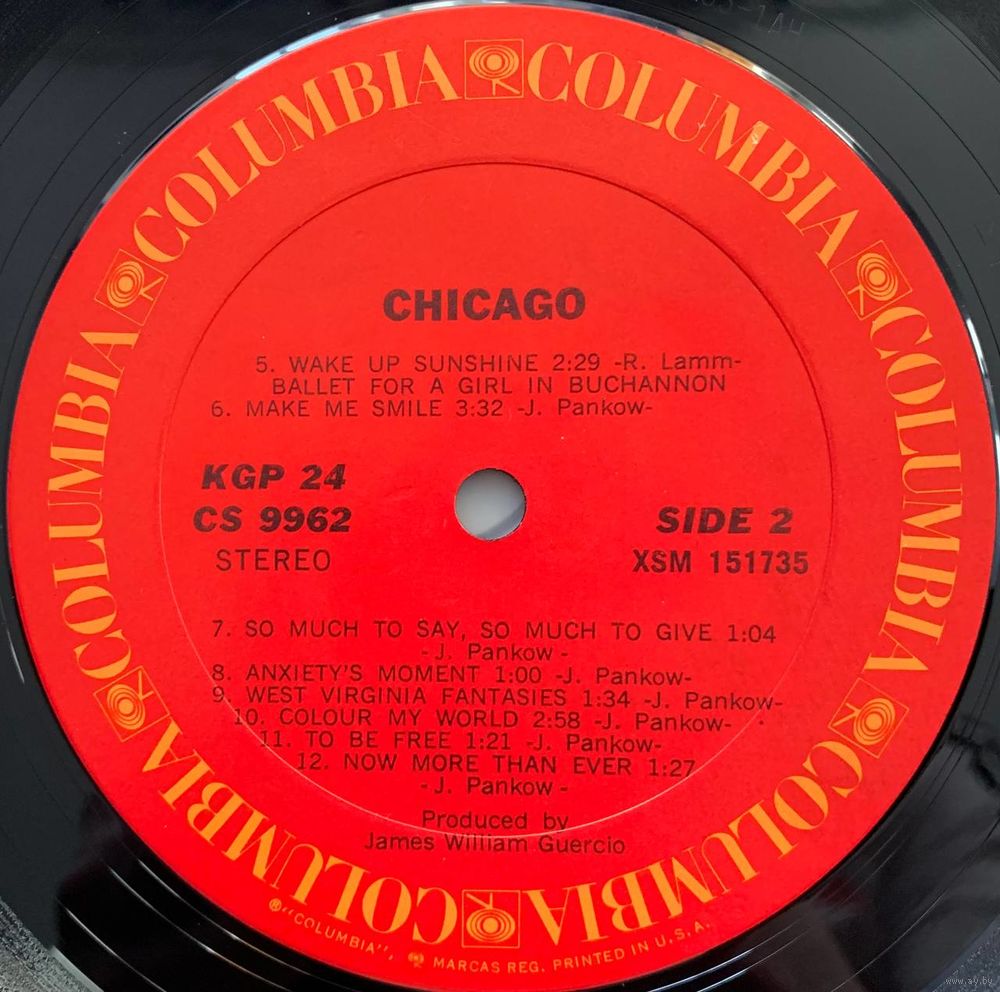 COLUMBIA COLUMBIA COLUMBIA COLUMBIA COLUMBIA COLUMBIA
CHICAGO
5. WAKE UP SUNSHINE 2:29 -R. Lamm-
BALLET FOR A GIRL IN BUCHANNON
6. MAKE ME SMILE 3:32 -J. Pankow-
KGP 24
CS 9962
STEREO
SIDE 2
XSM 151735
7. SO MUCH TO SAY, SO MUCH TO GIVE 1:04
-J. Pankow-
8. ANXIETY'S MOMENT 1:00 -J. Pankow-
9. WEST VIRGINIA FANTASIES 1:34 -J. Pankow-
10. COLOUR MY WORLD 2:58 -J. Pankow-
11. TO BE FREE 1:21 -J. Pankow-
12. NOW MORE THAN EVER 1:27
-J. Pankow-
Produced by
James William Guercio
® "COLUMBIA", MARCAS REG. PRINTED IN U.S.A.
www.ay.by